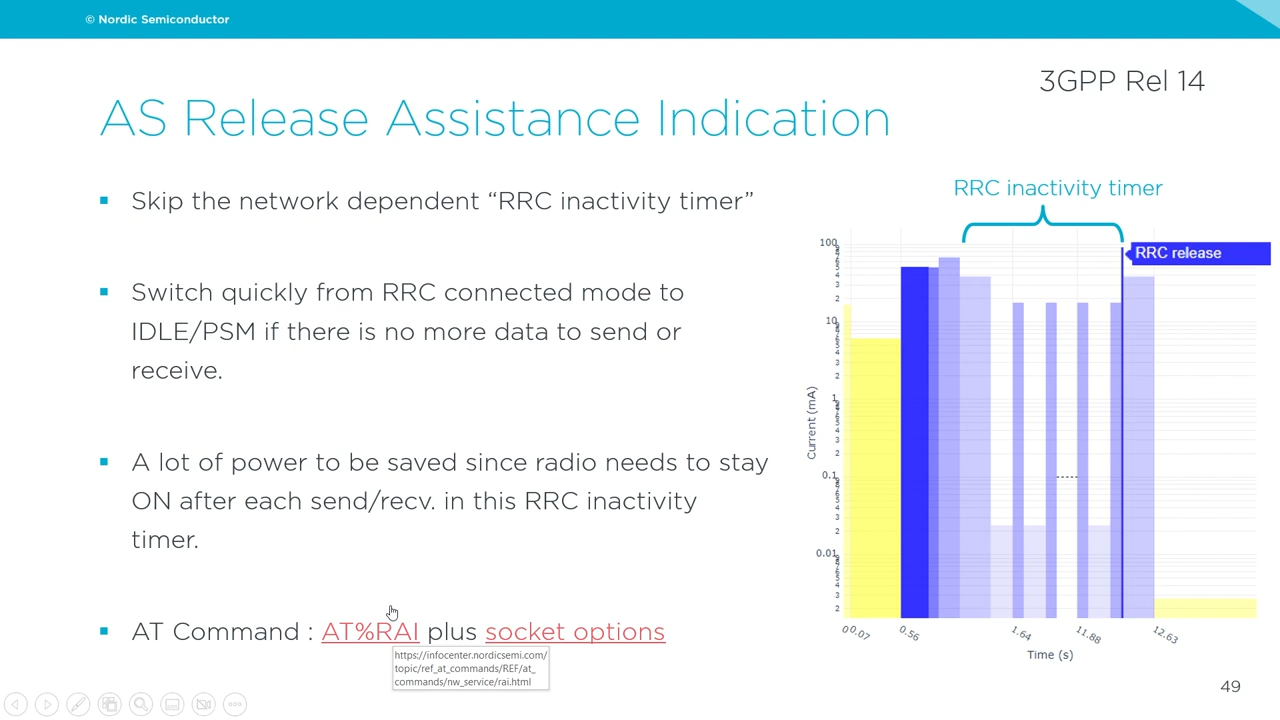 © Nordic Semiconductor
3GPP Rel 14
AS Release Assistance Indication
Skip the network dependent “RRC inactivity timer”
Switch quickly from RRC connected mode to
IDLE/PSM if there is no more data to send or
receive.
A lot of power to be saved since radio needs to stay
ON after each send/recv. in this RRC inactivity
timer.
AT Command : AT%RAI plus socket options
https://infocenter.nordicsemi.com/
topic/ref_at_commands/REF/at_
commands/nw_service/rai.html
RRC inactivity timer
RRC release
Current (mA)
100
10
1
0.1
0.01
0 0.07 0.56 1.64 11.88 12.63
Time (s)
49